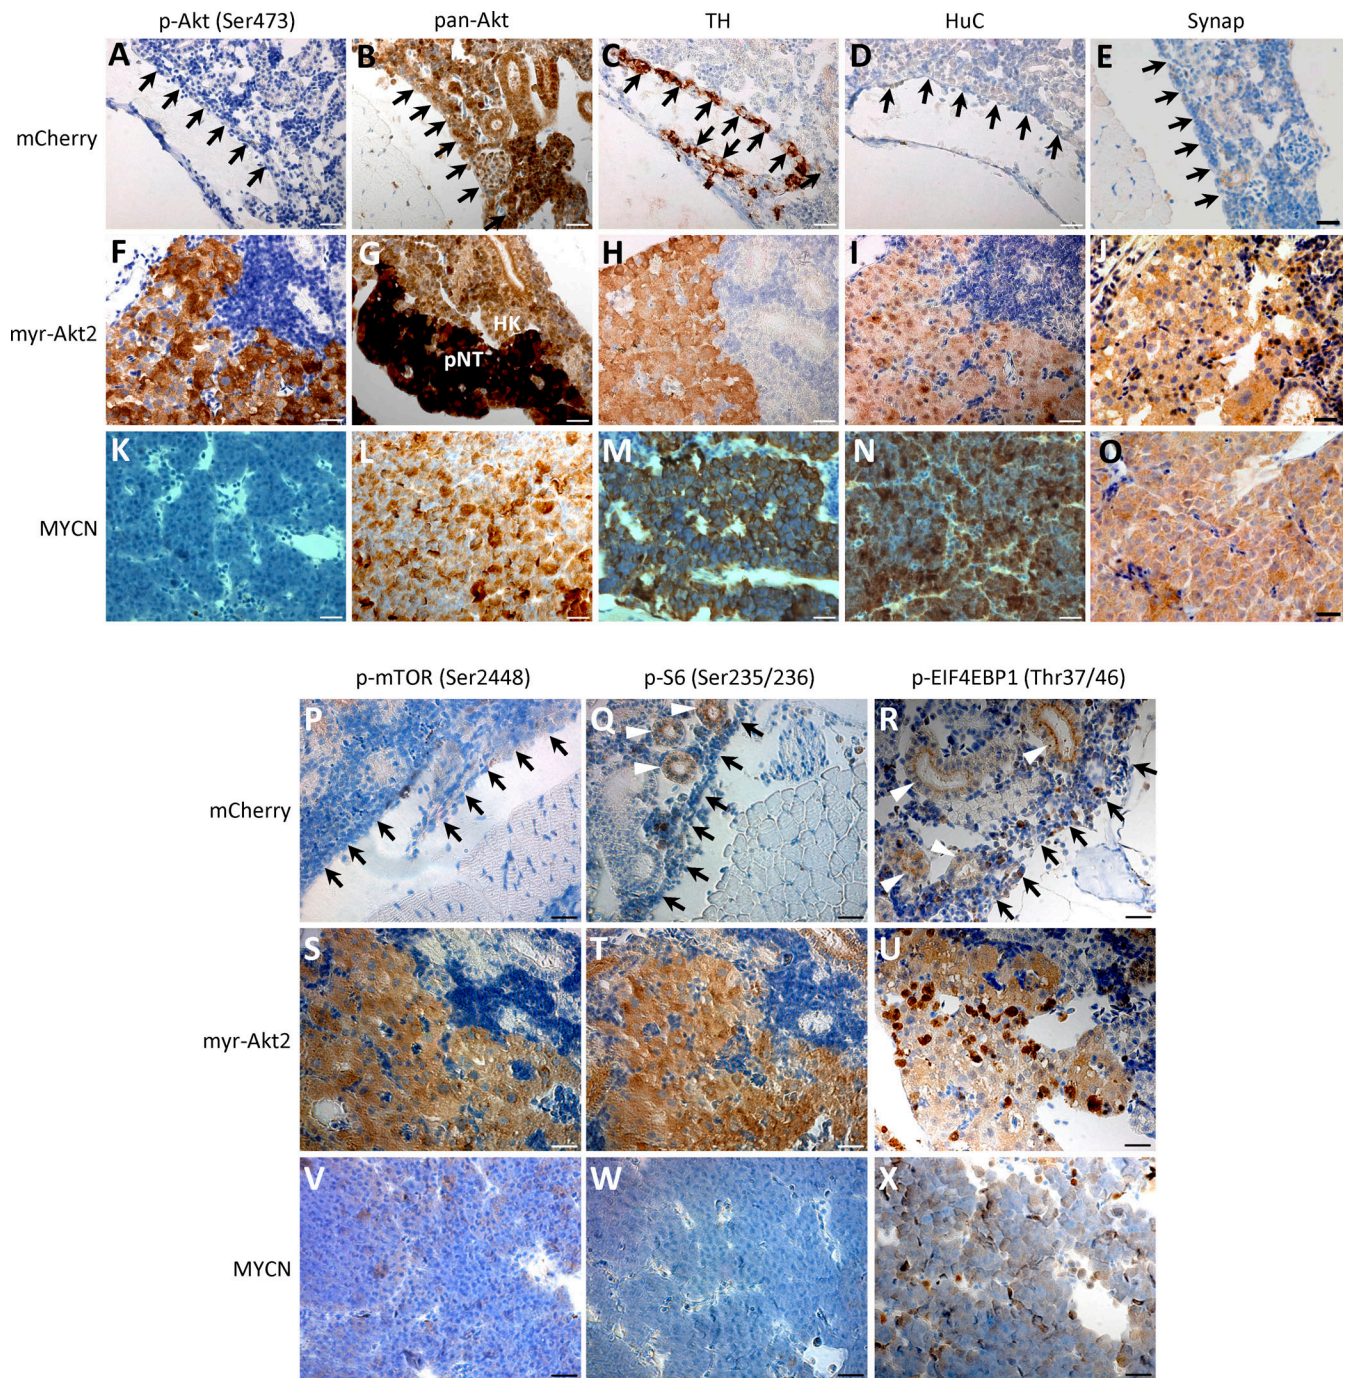 p-Akt (Ser473) pan-Akt TH HuC Synap
mCherry A B C D E
myr-Akt2 F G H I J
HK
pNT
MYCN K L M N O
p-mTOR (Ser2448) p-S6 (Ser235/236) p-EIF4EBP1 (Thr37/46)
mCherry P Q R
myr-Akt2 S T U
MYCN V W X